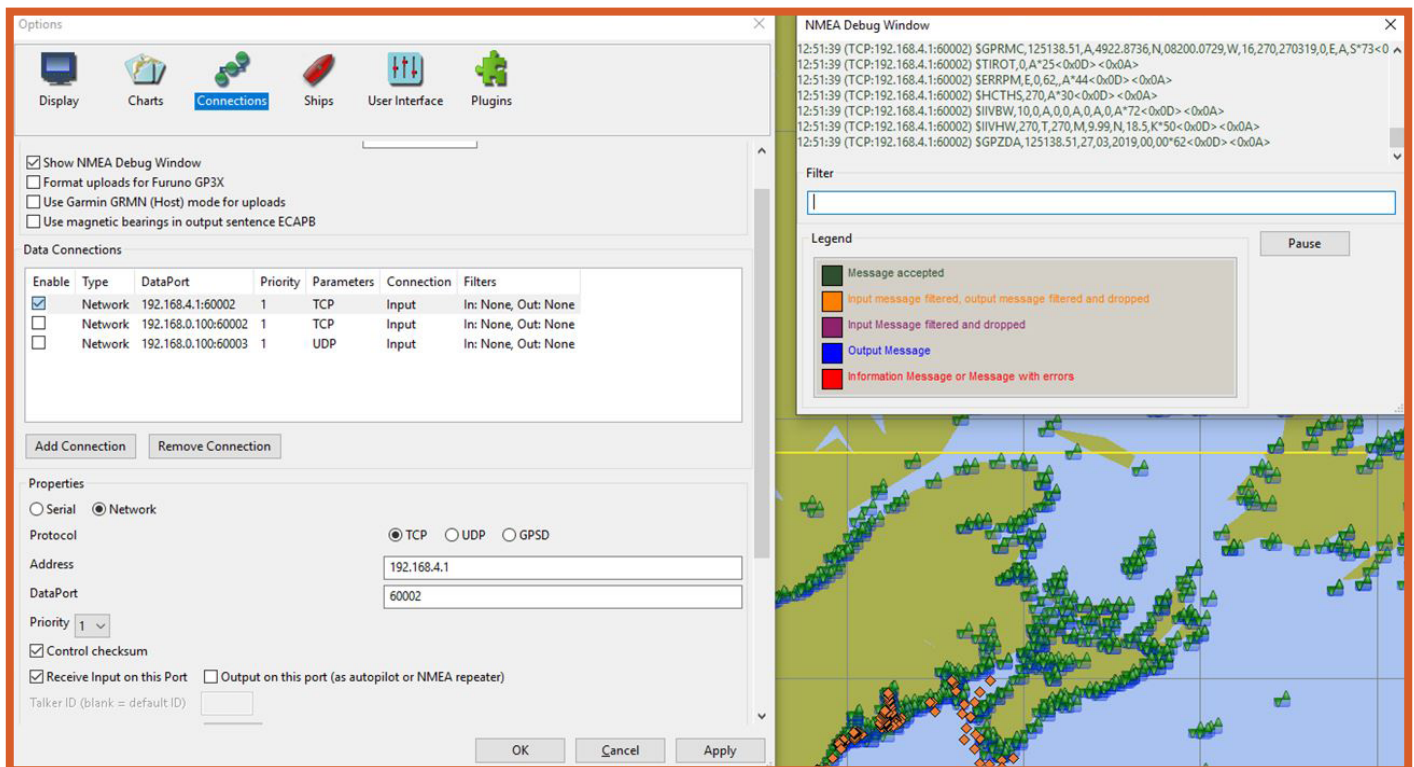 Options
Display Charts Connections Ships User Interface Plugins
Show NMEA Debug Window
Format uploads for Furuno GP3X
Use Garmin GRMN (Host) mode for uploads
Use magnetic bearings in output sentence ECAPB
Data Connections
Enable Type DataPort Priority Parameters Connection Filters
Network 192.168.4.1:60002 1 TCP Input In: None, Out: None
Network 192.168.0.100:60002 1 TCP Input In: None, Out: None
Network 192.168.0.100:60003 1 UDP Input In: None, Out: None
Add Connection Remove Connection
Properties
Serial Network
Protocol TCP UDP GPSD
Address 192.168.4.1
DataPort 60002
Priority 1
Control checksum
Receive Input on this Port Output on this port (as autopilot or NMEA repeater)
Talker ID (blank = default ID)
OK Cancel Apply
NMEA Debug Window
12:51:39 (TCP:192.168.4.1:60002) $GPRMC,125138.51,A,4922.8736,N,08200.0729,W,16,270,270319,0,E,A,S*73<0
12:51:39 (TCP:192.168.4.1:60002) $TIROT,0,A*25<0x0D><0x0A>
12:51:39 (TCP:192.168.4.1:60002) $ERRPM,E,0,62,,A*44<0x0D><0x0A>
12:51:39 (TCP:192.168.4.1:60002) $HCTHS,270,A*30<0x0D><0x0A>
12:51:39 (TCP:192.168.4.1:60002) $IIVBW,10,0,A,0,0,A,0,A,0,A*72<0x0D><0x0A>
12:51:39 (TCP:192.168.4.1:60002) $IIVHW,270,T,270,M,9.99,N,18.5,K*50<0x0D><0x0A>
12:51:39 (TCP:192.168.4.1:60002) $GPZDA,125138.51,27,03,2019,00,00*62<0x0D><0x0A>
Filter
Legend
Pause
Message accepted
Input message filtered, output message filtered and dropped
Input Message filtered and dropped
Output Message
Information Message or Message with errors